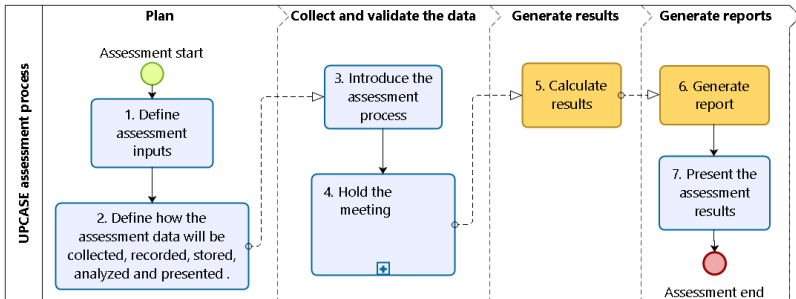 UPCASE assessment process
Plan
Assessment start
1. Define
assessment
inputs
2. Define how the
assessment data will be
collected, recorded, stored,
analyzed and presented .
Collect and validate the data
3. Introduce the
assessment
process
4. Hold the
meeting
Generate results
5. Calculate
results
Generate reports
6. Generate
report
7. Present the
assessment
results
Assessment end